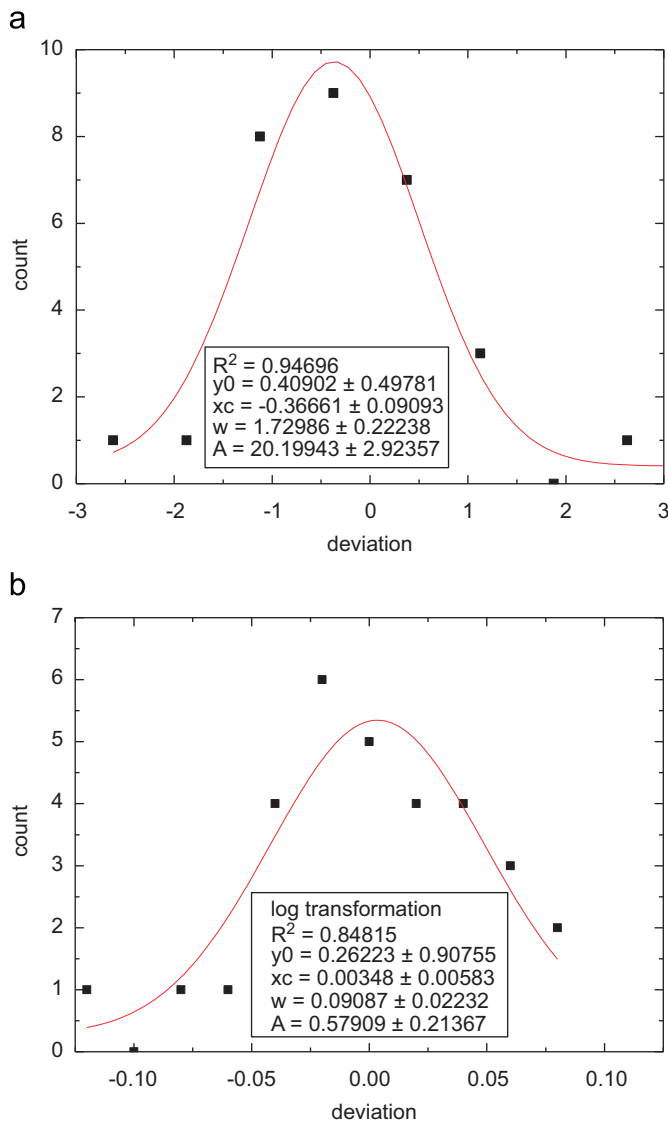 a
10
8
6
4
2
0
count
R² = 0.94696
y0 = 0.40902 ± 0.49781
xc = -0.36661 ± 0.09093
w = 1.72986 ± 0.22238
A = 20.19943 ± 2.92357
-3 -2 -1 0 1 2 3
deviation
b
7
6
5
4
3
2
1
0
count
log transformation
R² = 0.84815
y0 = 0.26223 ± 0.90755
xc = 0.00348 ± 0.00583
w = 0.09087 ± 0.02232
A = 0.57909 ± 0.21367
-0.10 -0.05 0.00 0.05 0.10
deviation